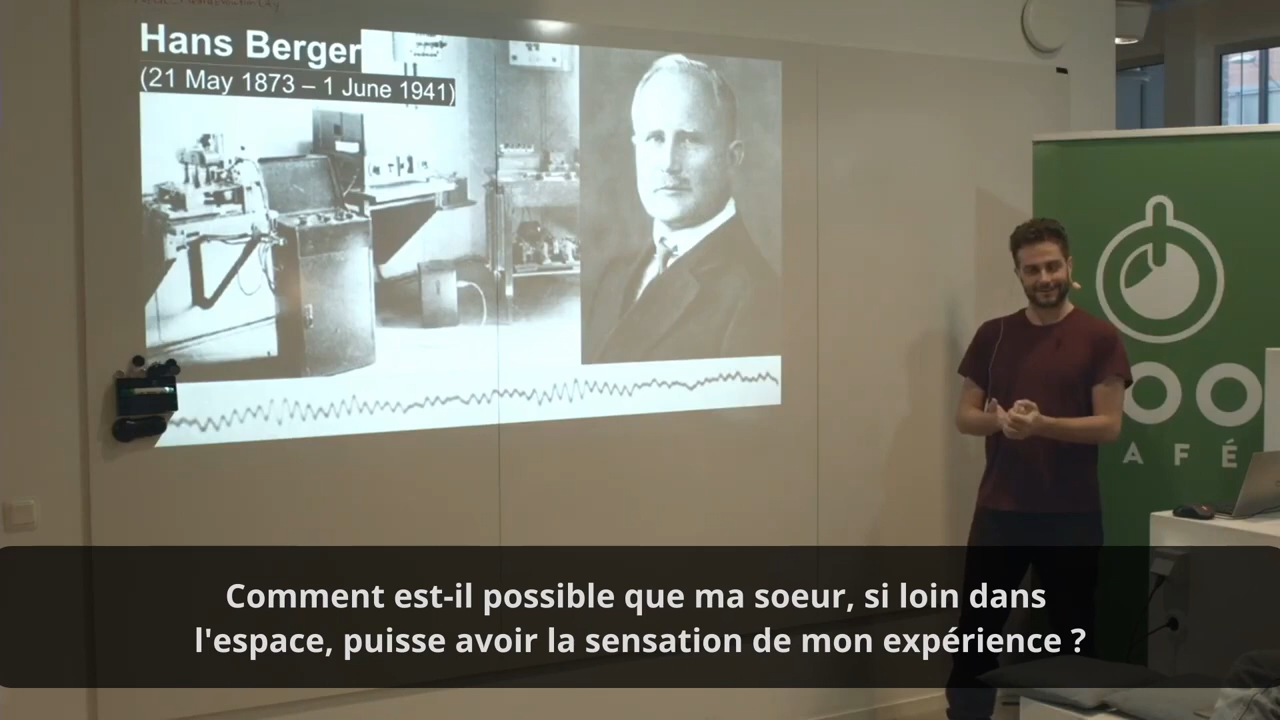 Hans Berger
(21 May 1873 – 1 June 1941)
OO
AFÉ
Comment est-il possible que ma soeur, si loin dans
l'espace, puisse avoir la sensation de mon expérience ?